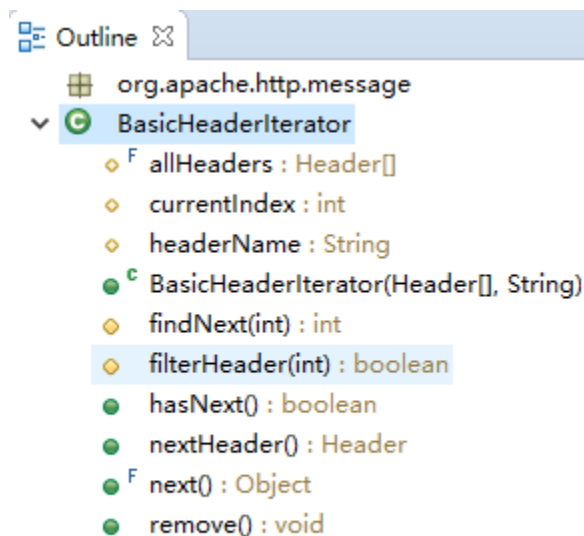 Outline
org.apache.http.message
C BasicHeaderIterator
F allHeaders : Header[]
currentIndex : int
headerName : String
C BasicHeaderIterator(Header[], String)
findNext(int) : int
filterHeader(int) : boolean
hasNext() : boolean
nextHeader() : Header
F next() : Object
remove() : void